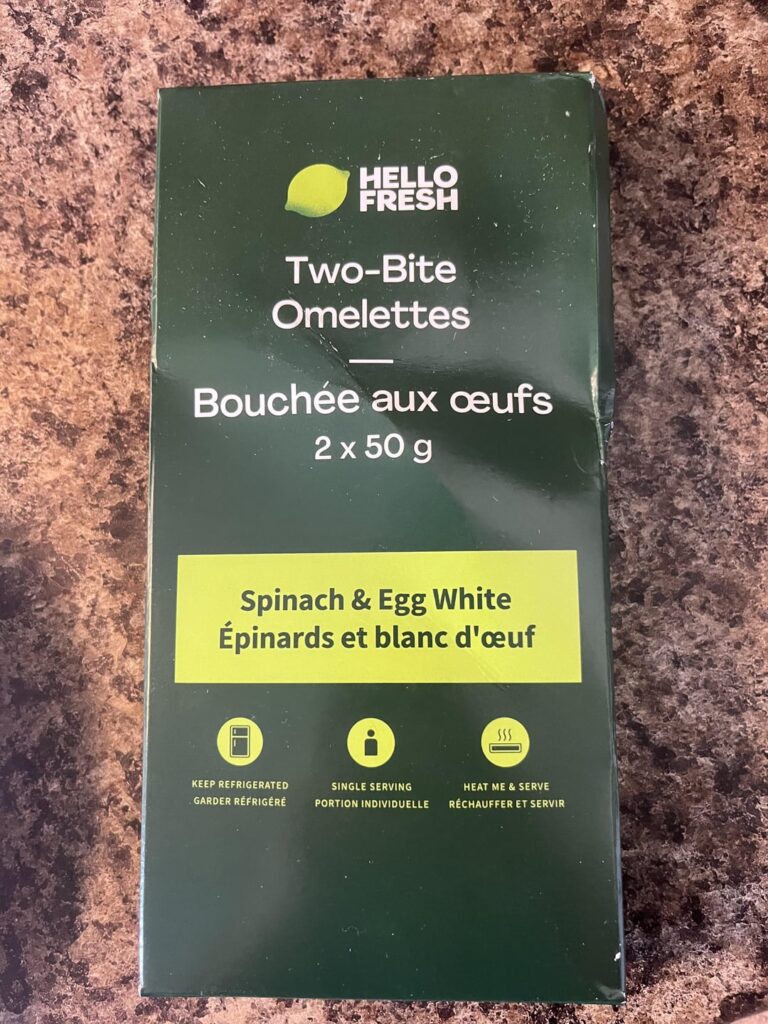 HELLO
FRESH
Two-Bite
Omelettes
Bouchée aux œufs
2 x 50 g
Spinach & Egg White
Épinards et blanc d'œuf
KEEP REFRIGERATED
GARDER RÉFRIGÉRÉ
SINGLE SERVING
PORTION INDIVIDUELLE
HEAT ME & SERVE
RÉCHAUFFER ET SERVIR